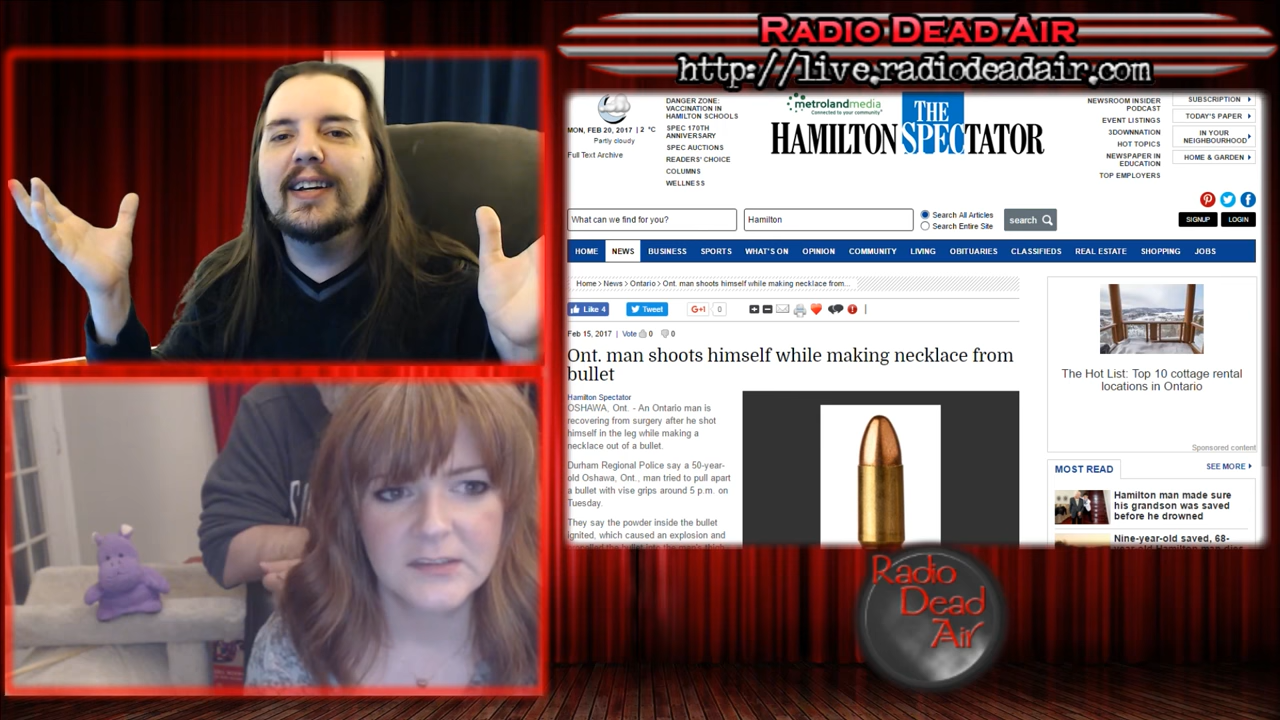 Radio Dead Air
http://live.radiodeadair.com
MON, FEB 20, 2017 | 2 °C
Partly cloudy
Full Text Archive
DANGER ZONE:
VACCINATION IN
HAMILTON SCHOOLS
SPEC 170TH
ANNIVERSARY
SPEC AUCTIONS
READERS' CHOICE
COLUMNS
WELLNESS
metrolandmedia
Connected to your community
THE
HAMILTON SPECTATOR
NEWSROOM INSIDER
PODCAST
EVENT LISTINGS
3DOWNNATION
HOT TOPICS
NEWSPAPER IN
EDUCATION
TOP EMPLOYERS
SUBSCRIPTION
TODAY'S PAPER
IN YOUR
NEIGHBOURHOOD
HOME & GARDEN
What can we find for you?
Hamilton
Search All Articles
Search Entire Site
search
SIGNUP LOGIN
HOME NEWS BUSINESS SPORTS WHAT'S ON OPINION COMMUNITY LIVING OBITUARIES CLASSIFIEDS REAL ESTATE SHOPPING JOBS
Home > News > Ontario > Ont. man shoots himself while making necklace from...
Like 4 Tweet G+1 0
Feb 15, 2017 | Vote 0 0
Ont. man shoots himself while making necklace from
bullet
Hamilton Spectator
OSHAWA, Ont. - An Ontario man is
recovering from surgery after he shot
himself in the leg while making a
necklace out of a bullet.
Durham Regional Police say a 50-year-
old Oshawa, Ont., man tried to pull apart
a bullet with vise grips around 5 p.m. on
Tuesday.
They say the powder inside the bullet
ignited, which caused an explosion and
The Hot List: Top 10 cottage rental
locations in Ontario
Sponsored content
MOST READ SEE MORE
Hamilton man made sure
his grandson was saved
before he drowned
Nine-year-old saved, 68-
Radio
Dead
Air